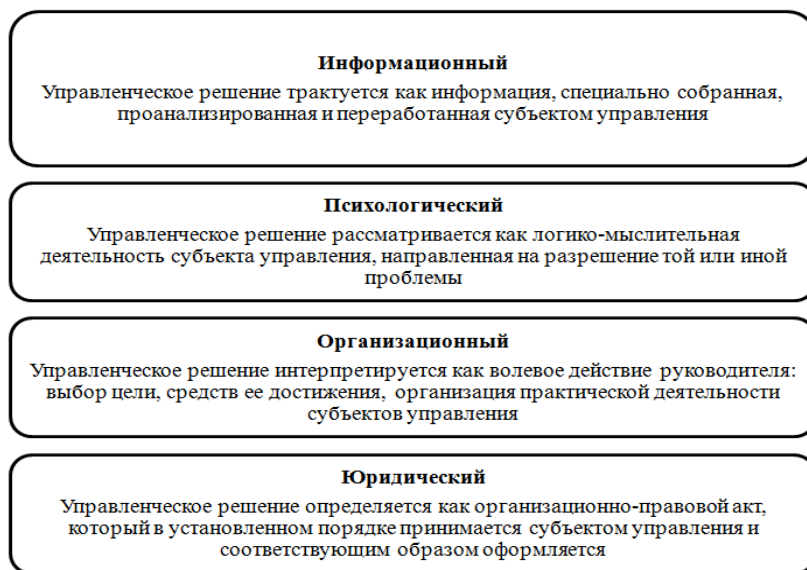 Информационный
Управленческое решение трактуется как информация, специально собранная,
проанализированная и переработанная субъектом управления
Психологический
Управленческое решение рассматривается как логико-мыслительная
деятельность субъекта управления, направленная на разрешение той или иной
проблемы
Организационный
Управленческое решение интерпретируется как волевое действие руководителя:
выбор цели, средств ее достижения, организация практической деятельности
субъектов управления
Юридический
Управленческое решение определяется как организационно-правовой акт,
который в установленном порядке принимается субъектом управления и
соответствующим образом оформляется